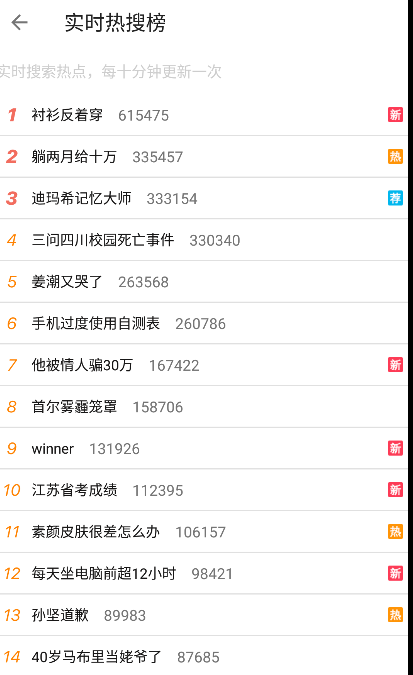 实时热搜榜
实时搜索热点，每十分钟更新一次
1 衬衫反着穿 615475 新
2 躺两月给十万 335457 热
3 迪玛希记忆大师 333154 荐
4 三问四川校园死亡事件 330340
5 姜潮又哭了 263568
6 手机过度使用自测表 260786
7 他被情人骗30万 167422 新
8 首尔雾霾笼罩 158706
9 winner 131926 新
10 江苏省考成绩 112395 新
11 素颜皮肤很差怎么办 106157 热
12 每天坐电脑前超12小时 98421 新
13 孙坚道歉 89983 热
14 40岁马布里当姥爷了 87685